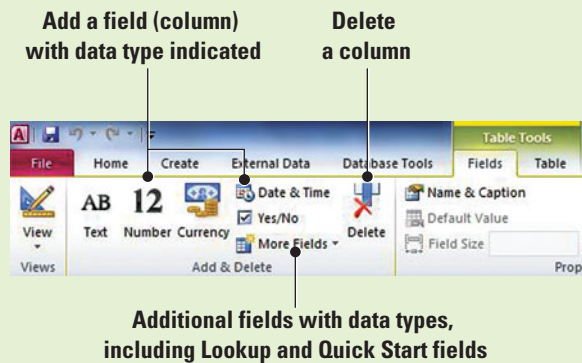 Add a field (column)
with data type indicated
Delete
a column
A
Table Tools
File Home Create External Data Database Tools Fields Table
View
AB
Text
12
Number
Currency
Date & Time
Yes/No
More Fields
Delete
Name & Caption
Default Value
Field Size
Views
Add & Delete
Prop
Additional fields with data types,
including Lookup and Quick Start fields